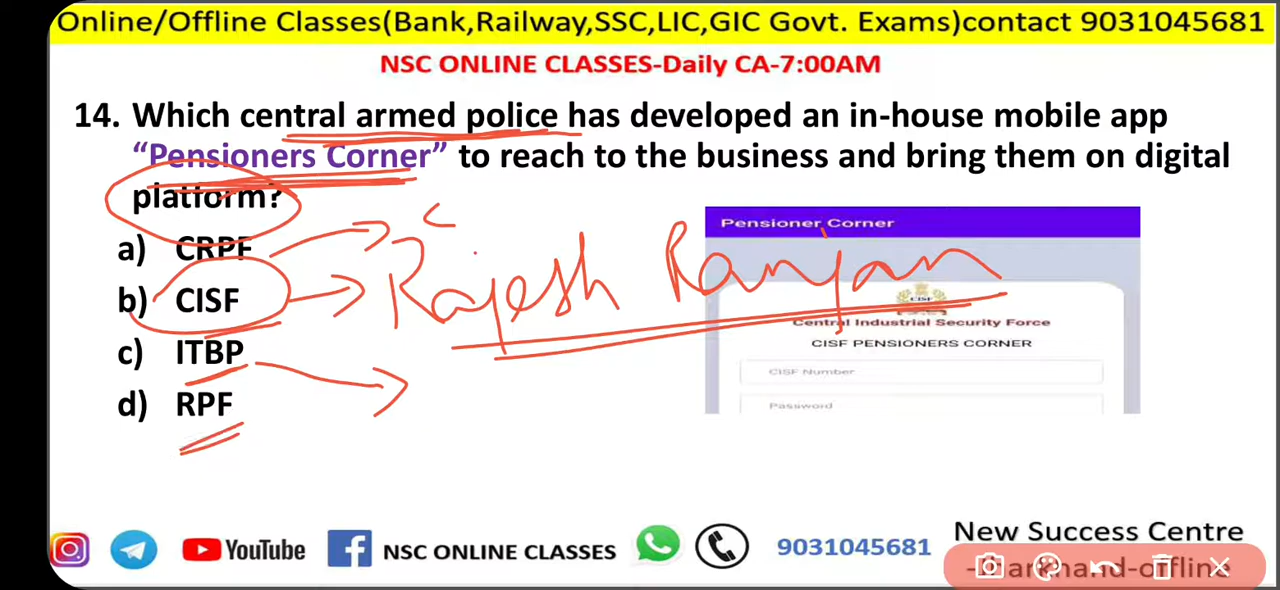 Online/Offline Classes(Bank,Railway,SSC,LIC,GIC Govt. Exams)contact 9031045681
NSC ONLINE CLASSES-Daily CA-7:00AM
14. Which central armed police has developed an in-house mobile app
“Pensioners Corner” to reach to the business and bring them on digital
platform?
a) CRPF
b) CISF
c) ITBP
d) RPF
Rajesh Ranjan
Pensioner Corner
CISF
Central Industrial Security Force
CISF PENSIONERS CORNER
CISF Number
Password
YouTube
NSC ONLINE CLASSES
9031045681
New Success Centre
-Jharkhand-offline